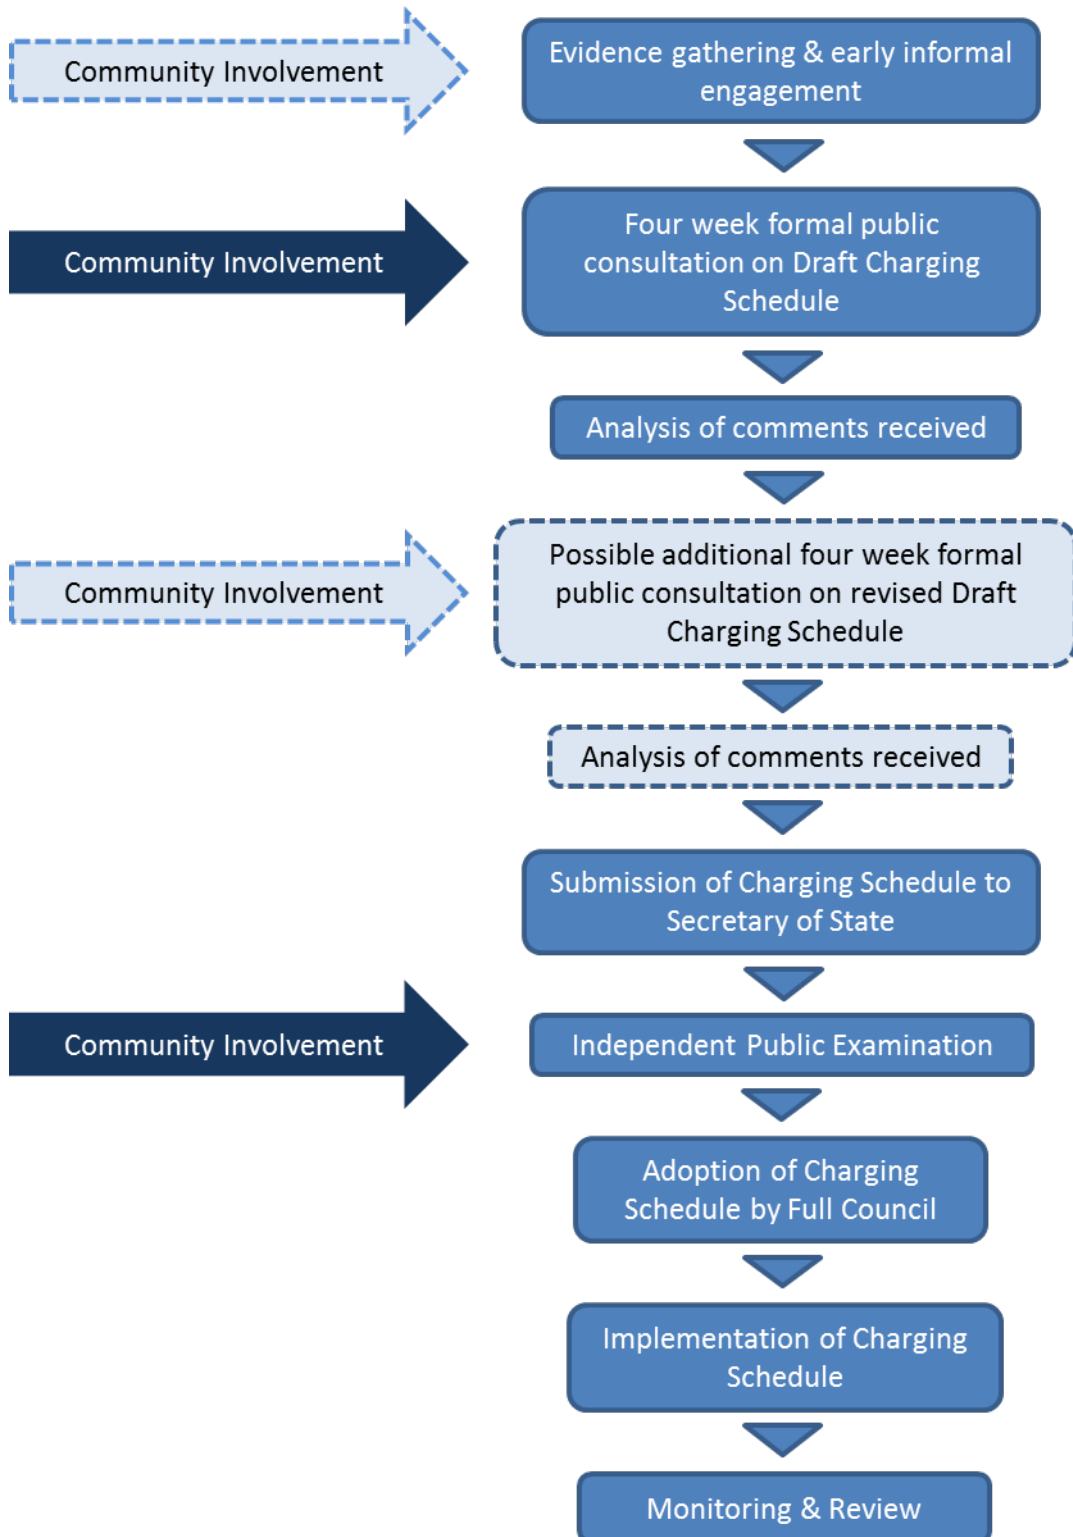 Community Involvement
Evidence gathering & early informal
engagement
Community Involvement
Four week formal public
consultation on Draft Charging
Schedule
Analysis of comments received
Community Involvement
Possible additional four week formal
public consultation on revised Draft
Charging Schedule
Analysis of comments received
Submission of Charging Schedule to
Secretary of State
Community Involvement
Independent Public Examination
Adoption of Charging
Schedule by Full Council
Implementation of Charging
Schedule
Monitoring & Review